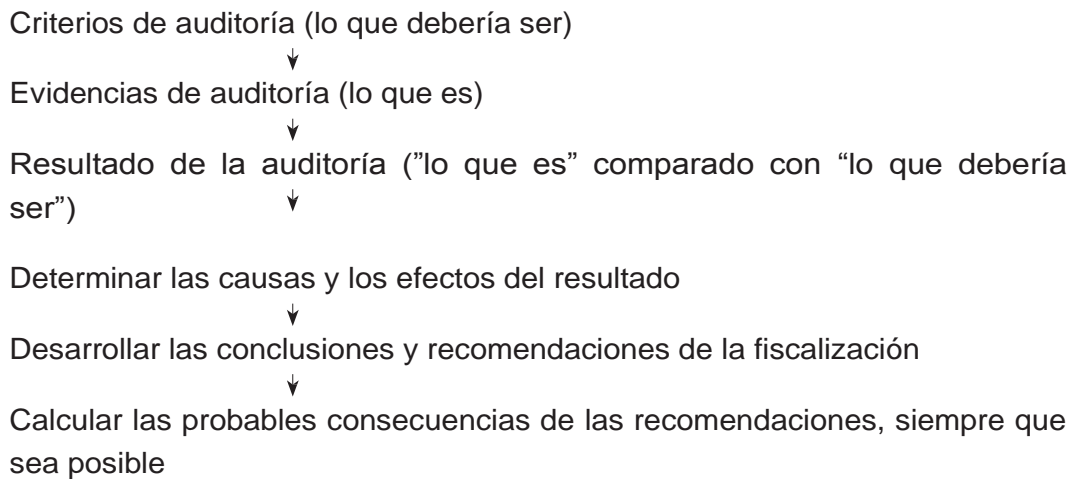 Criterios de auditoría (lo que debería ser)
Evidencias de auditoría (lo que es)
Resultado de la auditoría (”lo que es” comparado con “lo que debería
ser”)
Determinar las causas y los efectos del resultado
Desarrollar las conclusiones y recomendaciones de la fiscalización
Calcular las probables consecuencias de las recomendaciones, siempre que
sea posible